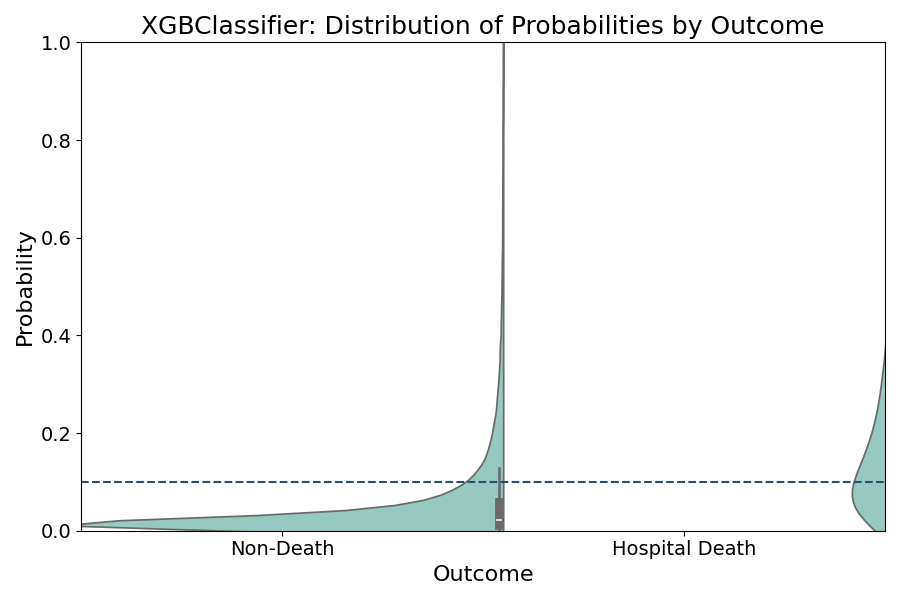 XGBClassifier: Distribution of Probabilities by Outcome
1.0
0.8
0.6
0.4
0.2
0.0
Probability
Non-Death
Hospital Death
Outcome